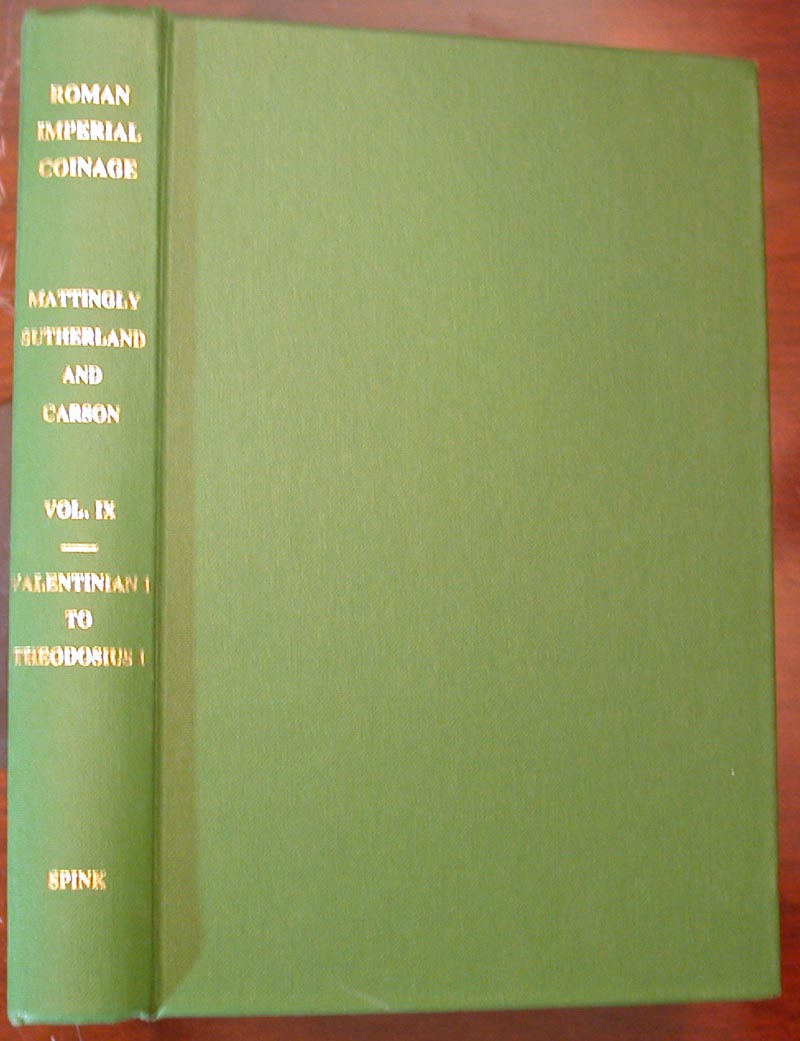 ROMAN
IMPERIAL
COINAGE
MATTINGLY
SUTHERLAND
AND
CARSON
VOL. IX
VALENTINIAN I
TO
THEODOSIUS I
SPINK